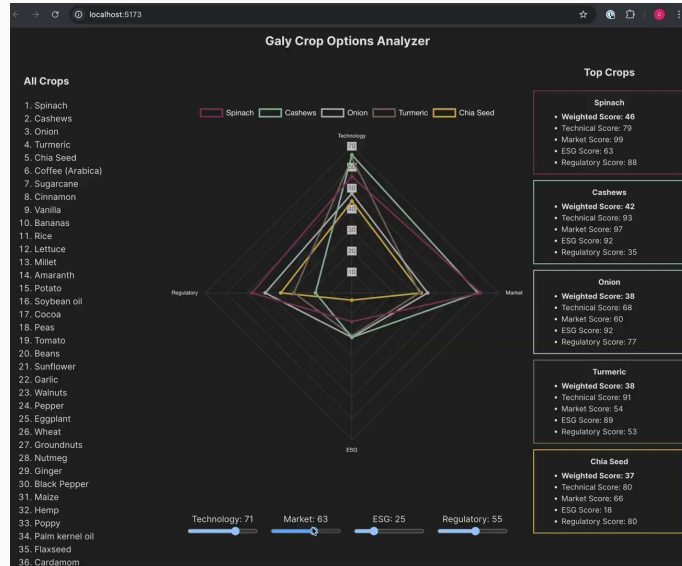 localhost:5173
Galy Crop Options Analyzer
All Crops
1. Spinach
2. Cashews
3. Onion
4. Turmeric
5. Chia Seed
6. Coffee (Arabica)
7. Sugarcane
8. Cinnamon
9. Vanilla
10. Bananas
11. Rice
12. Lettuce
13. Millet
14. Amaranth
15. Potato
16. Soybean oil
17. Cocoa
18. Peas
19. Tomato
20. Beans
21. Sunflower
22. Garlic
23. Walnuts
24. Pepper
25. Eggplant
26. Wheat
27. Groundnuts
28. Nutmeg
29. Ginger
30. Black Pepper
31. Maize
32. Hemp
33. Poppy
34. Palm kernel oil
35. Flaxseed
36. Cardamom
Spinach Cashews Onion Turmeric Chia Seed
Technology
70
50
30
20
10
Regulatory
Market
ESG
Technology: 71 Market: 63 ESG: 25 Regulatory: 55
Top Crops
Spinach
• Weighted Score: 46
• Technical Score: 79
• Market Score: 99
• ESG Score: 63
• Regulatory Score: 88
Cashews
• Weighted Score: 42
• Technical Score: 93
• Market Score: 97
• ESG Score: 92
• Regulatory Score: 35
Onion
• Weighted Score: 38
• Technical Score: 68
• Market Score: 60
• ESG Score: 92
• Regulatory Score: 77
Turmeric
• Weighted Score: 38
• Technical Score: 91
• Market Score: 54
• ESG Score: 89
• Regulatory Score: 53
Chia Seed
• Weighted Score: 37
• Technical Score: 80
• Market Score: 66
• ESG Score: 18
• Regulatory Score: 80